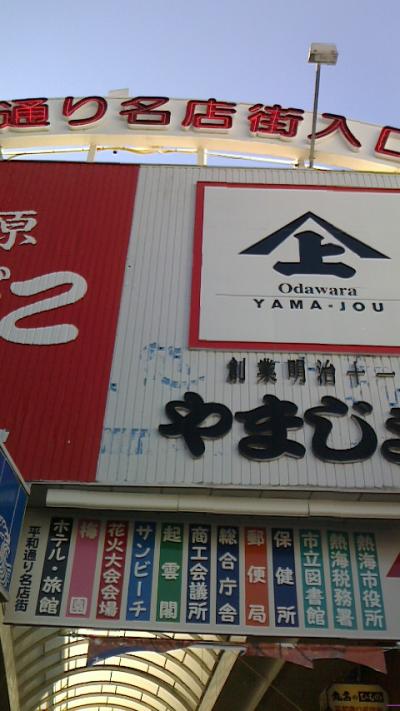 通り名店街入口
原
上
Odawara
YAMA-JOU
創業明治十一
やまじょ
平和通り名店街
ホテル・旅館
梅園
花火大会会場
サンビーチ
起雲閣
商工会議所
総合庁舎
郵便局
保健所
市立図書館
熱海税務署
熱海市役所